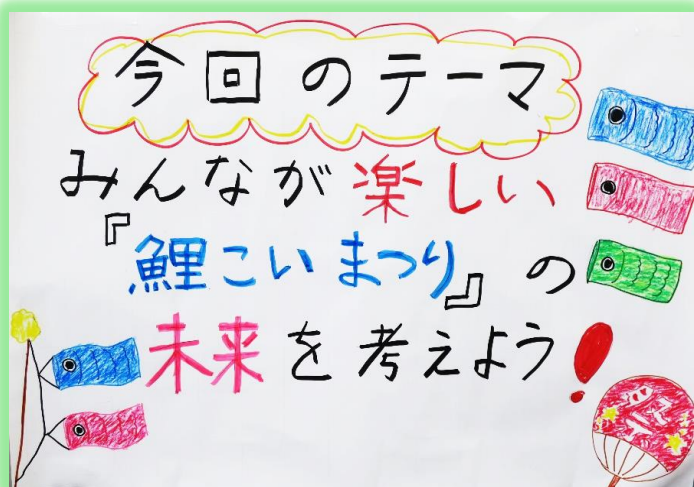 今回のテーマ
みんなが楽しい
『鯉こいまつり』の
未来を考えよう!